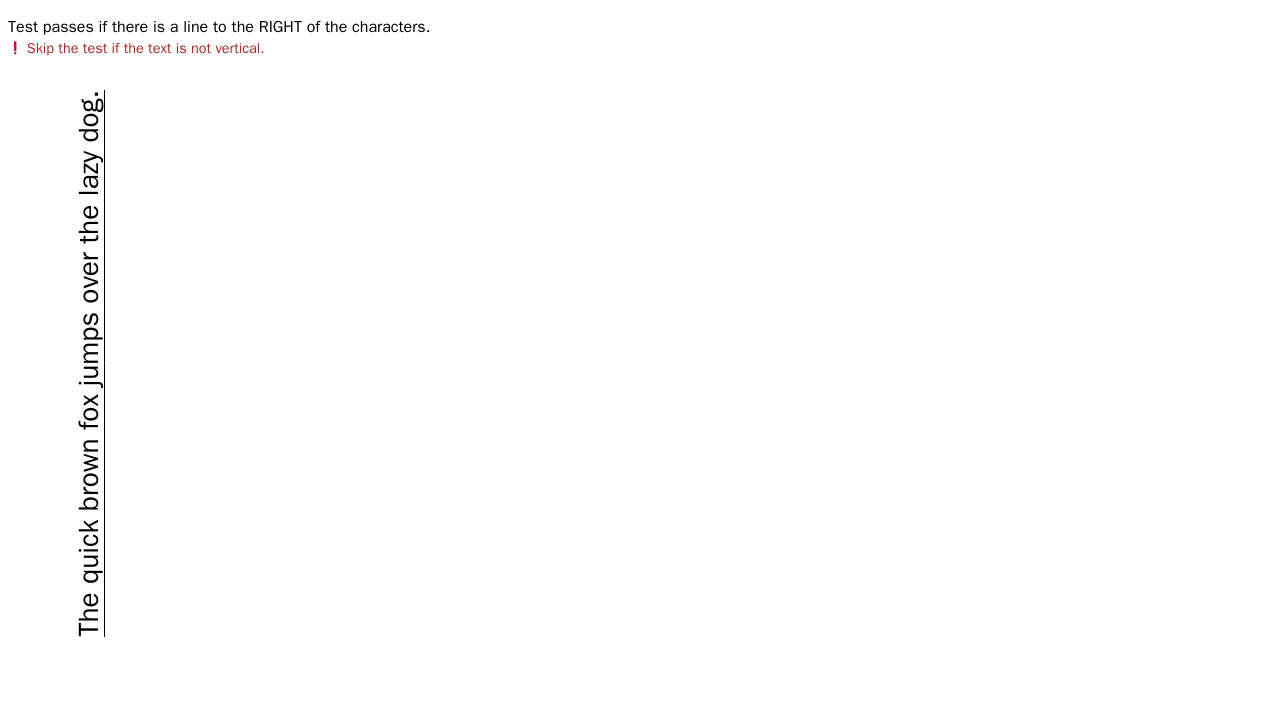 Test passes if there is a line to the RIGHT of the characters.
❗ Skip the test if the text is not vertical.
The quick brown fox jumps over the lazy dog.